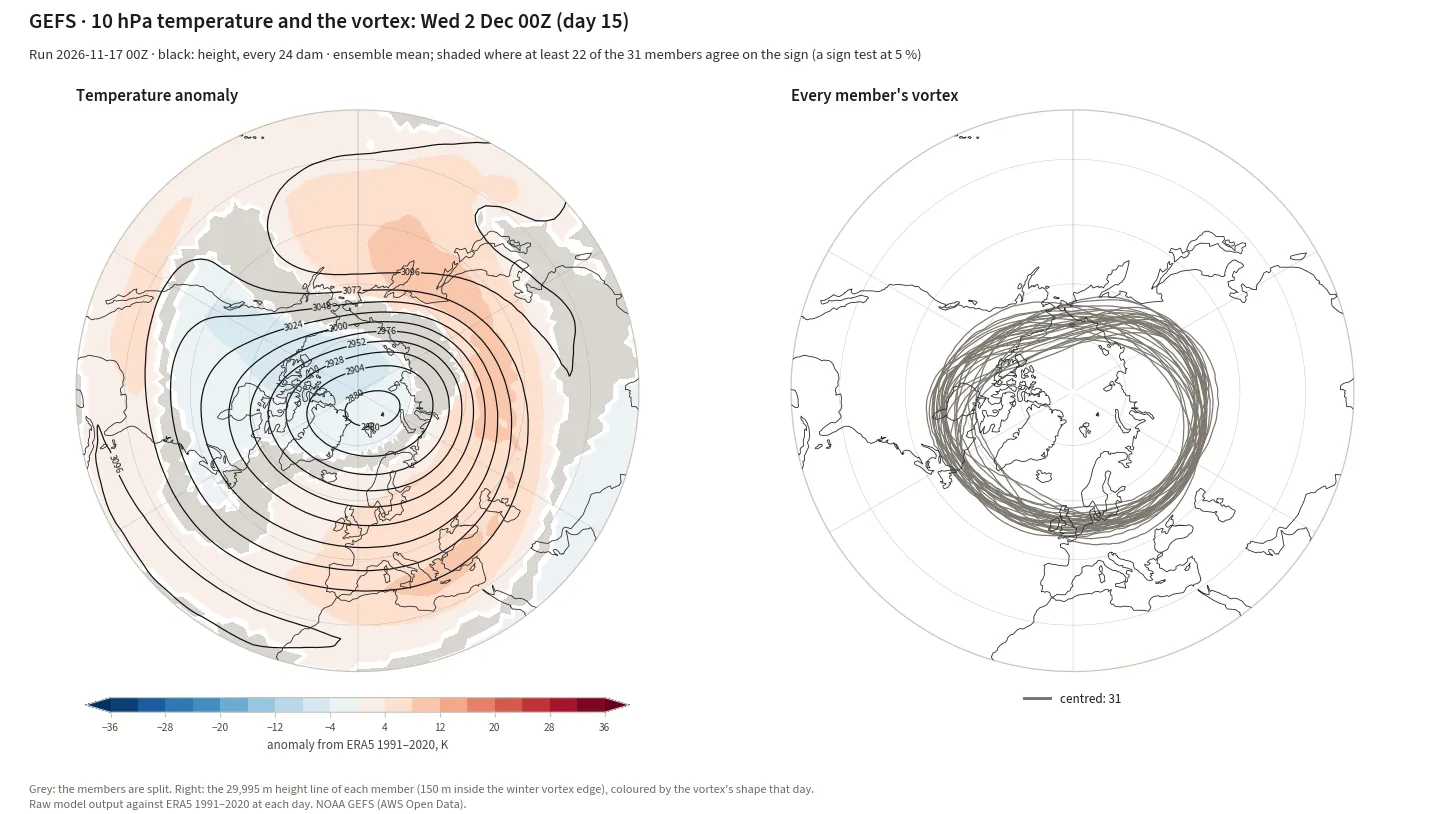 GEFS · 10 hPa temperature and the vortex: Wed 2 Dec 00Z (day 15)
Run 2026-11-17 00Z · black: height, every 24 dam · ensemble mean; shaded where at least 22 of the 31 members agree on the sign (a sign test at 5 %)
Temperature anomaly
Every member's vortex
3096
3072
3048
3024
3000
2976
2952
2928
2904
2880
2880
3096
centred: 31
−36 −28 −20 −12 −4 4 12 20 28 36
anomaly from ERA5 1991–2020, K
Grey: the members are split. Right: the 29,995 m height line of each member (150 m inside the winter vortex edge), coloured by the vortex's shape that day.
Raw model output against ERA5 1991–2020 at each day. NOAA GEFS (AWS Open Data).